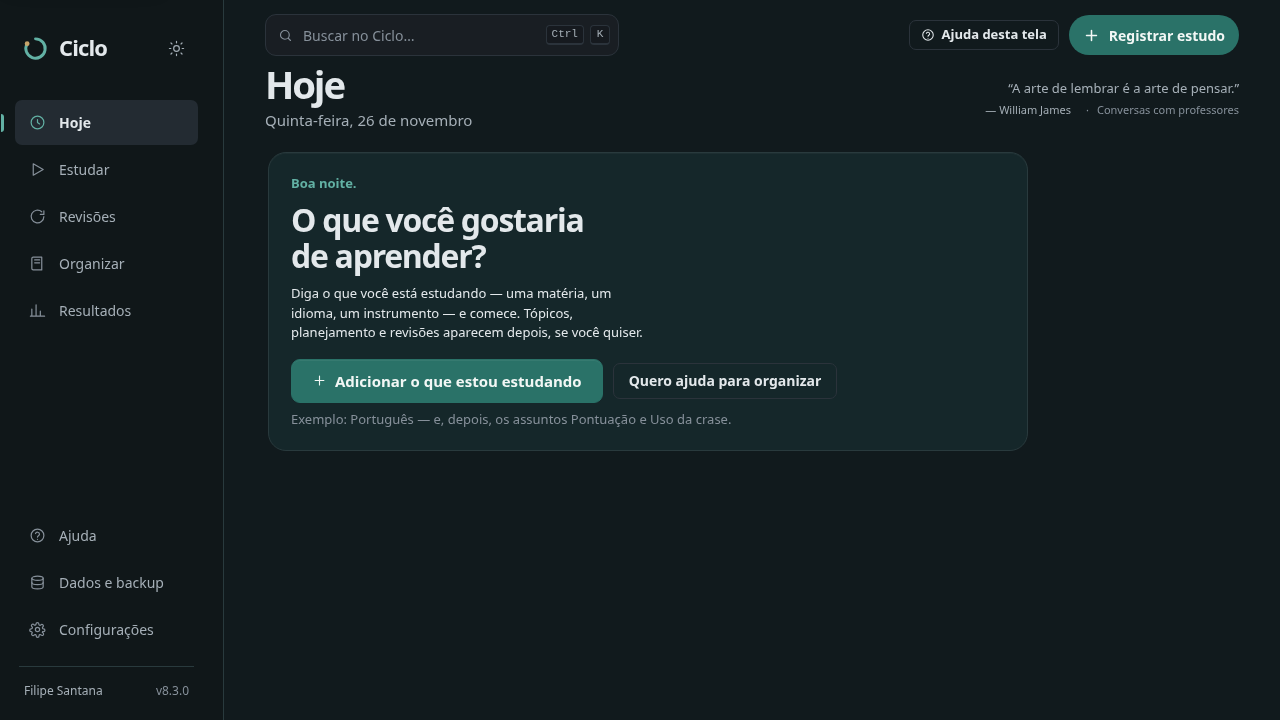 Ciclo
Hoje
Estudar
Revisões
Organizar
Resultados
Ajuda
Dados e backup
Configurações
Filipe Santana v8.3.0
Buscar no Ciclo... Ctrl K
Ajuda desta tela
Registrar estudo
Hoje
Quinta-feira, 26 de novembro
“A arte de lembrar é a arte de pensar.”
— William James · Conversas com professores
Boa noite.
O que você gostaria
de aprender?
Diga o que você está estudando — uma matéria, um
idioma, um instrumento — e comece. Tópicos,
planejamento e revisões aparecem depois, se você quiser.
Adicionar o que estou estudando
Quero ajuda para organizar
Exemplo: Português — e, depois, os assuntos Pontuação e Uso da crase.